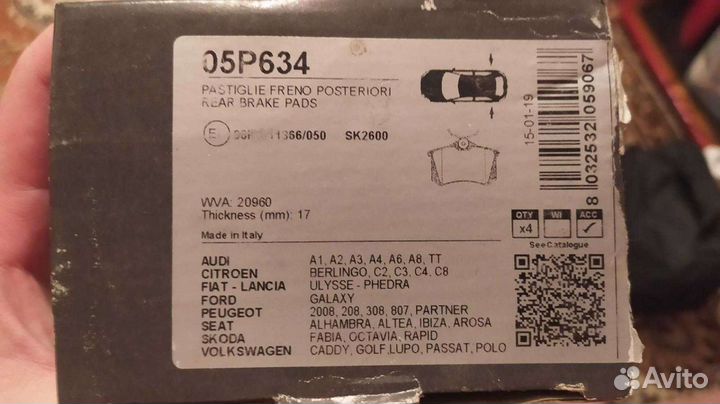 05P634
PASTIGLIE FRENO POSTERIORI
REAR BRAKE PADS
E 11366/050 SK2600
WVA: 20960
Thickness (mm): 17
Made in Italy
15-01-19
8 032532 059067
QTY WI ACC
x4
See Catalogue
AUDI A1, A2, A3, A4, A6, A8, TT
CITROEN BERLINGO, C2, C3, C4, C8
FIAT - LANCIA ULYSSE - PHEDRA
FORD GALAXY
PEUGEOT 2008, 208, 308, 807, PARTNER
SEAT ALHAMBRA, ALTEA, IBIZA, AROSA
SKODA FABIA, OCTAVIA, RAPID
VOLKSWAGEN CADDY, GOLF,LUPO, PASSAT, POLO
Avito